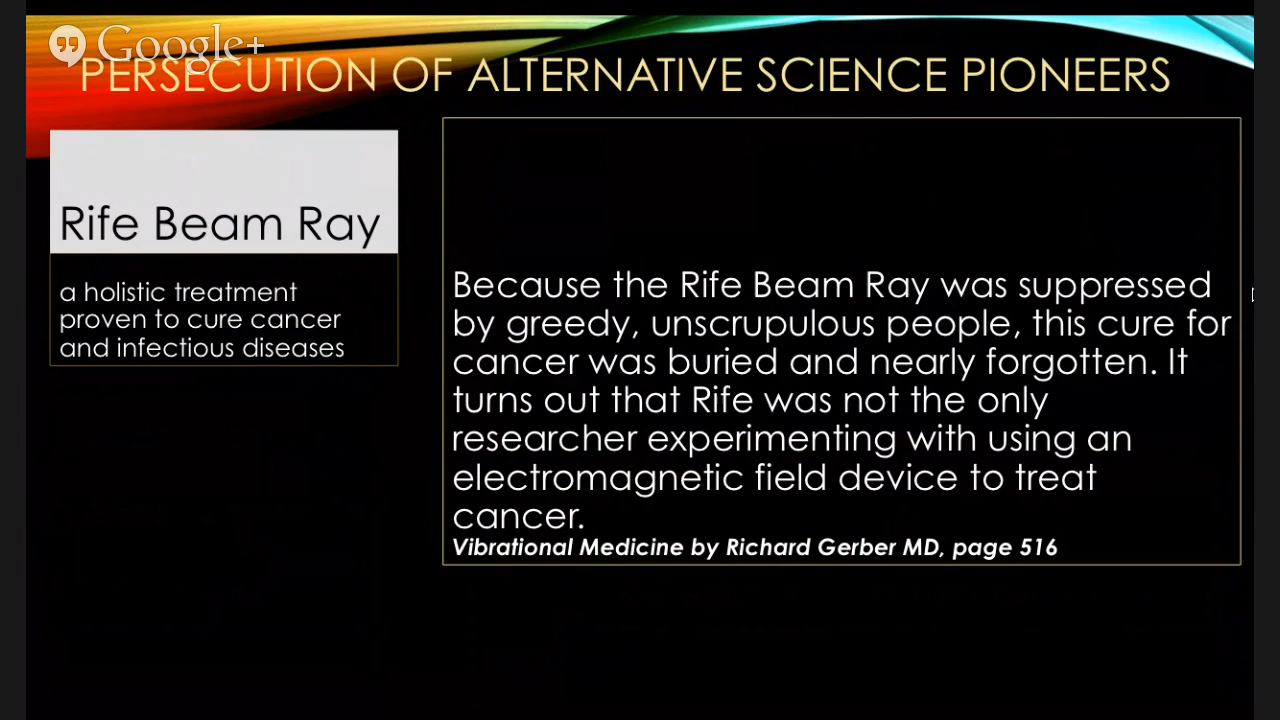 Google+
PERSECUTION OF ALTERNATIVE SCIENCE PIONEERS
Rife Beam Ray
a holistic treatment
proven to cure cancer
and infectious diseases
Because the Rife Beam Ray was suppressed
by greedy, unscrupulous people, this cure for
cancer was buried and nearly forgotten. It
turns out that Rife was not the only
researcher experimenting with using an
electromagnetic field device to treat
cancer.
Vibrational Medicine by Richard Gerber MD, page 516